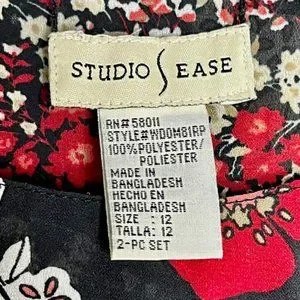 STUDIO EASE
RN#58011
STYLE#WDOM81RP
100%POLYESTER/
POLIESTER
MADE IN
BANGLADESH
HECHO EN
BANGLADESH
SIZE : 12
TALLA : 12
2-PC SET